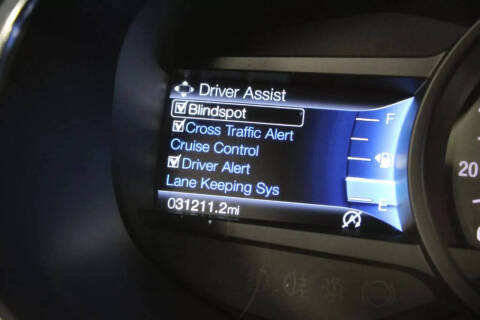 Driver Assist
Blindspot
Cross Traffic Alert
Cruise Control
Driver Alert
Lane Keeping Sys
031211.2mi
F
E
20